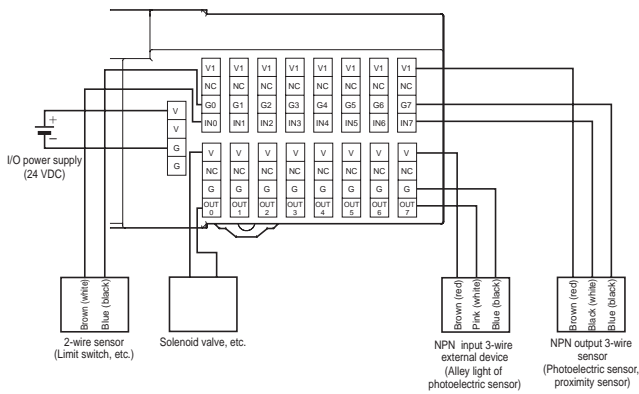 V1 V1 V1 V1 V1 V1 V1 V1
NC NC NC NC NC NC NC NC
G0 G1 G2 G3 G4 G5 G6 G7
IN0 IN1 IN2 IN3 IN4 IN5 IN6 IN7
+
−
V
V
G
G
I/O power supply
(24 VDC)
V V V V V V V V
NC NC NC NC NC NC NC NC
G G G G G G G G
OUT OUT OUT OUT OUT OUT OUT OUT
0 1 2 3 4 5 6 7
Brown (white)
Blue (black)
2-wire sensor
(Limit switch, etc.)
Solenoid valve, etc.
Brown (red)
Pink (white)
Blue (black)
NPN input 3-wire
external device
(Alley light of
photoelectric sensor)
Brown (red)
Black (white)
Blue (black)
NPN output 3-wire
sensor
(Photoelectric sensor,
proximity sensor)